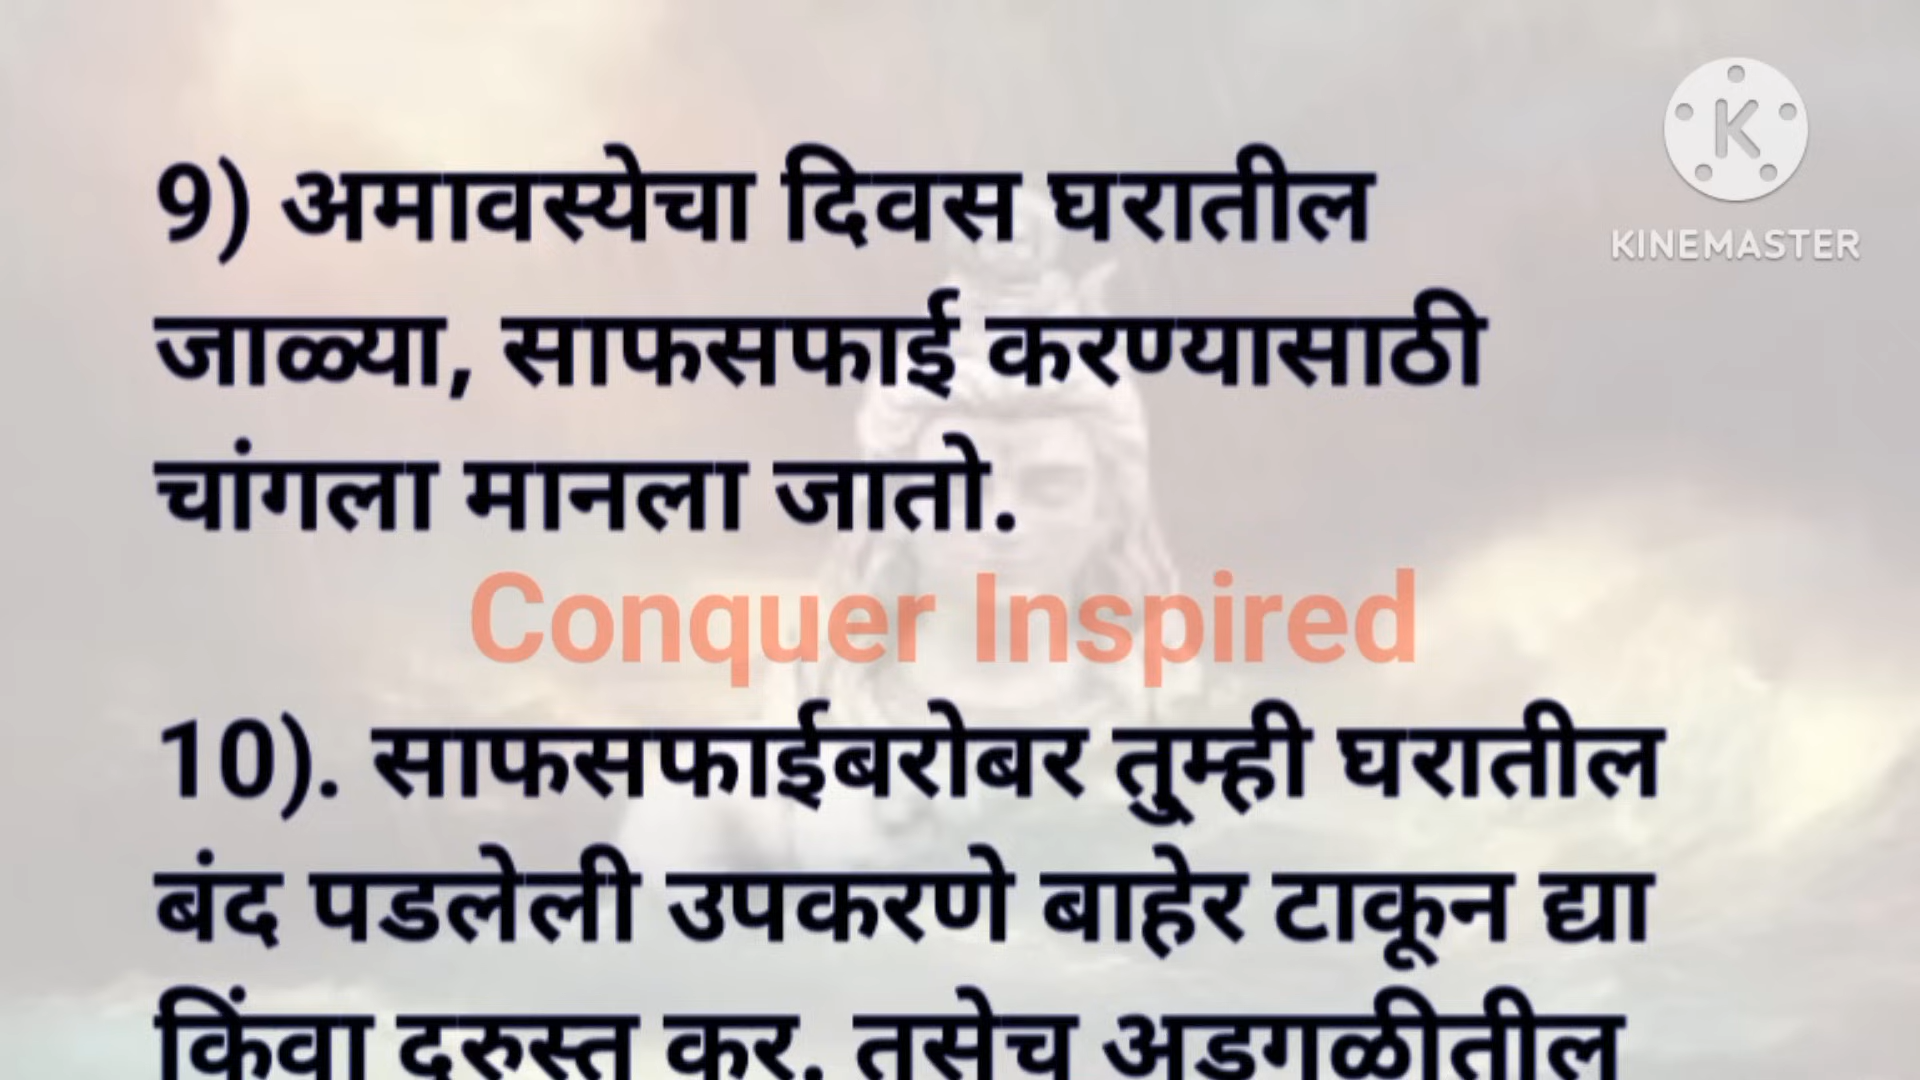 9) अमावस्येचा दिवस घरातील
जाळ्या, साफसफाई करण्यासाठी
चांगला मानला जातो.
Conquer Inspired
10). साफसफाईबरोबर तुम्ही घरातील
बंद पडलेली उपकरणे बाहेर टाकून द्या
किंवा दुरुस्त कर. तसेच अडगळीतील
K
KINEMASTER